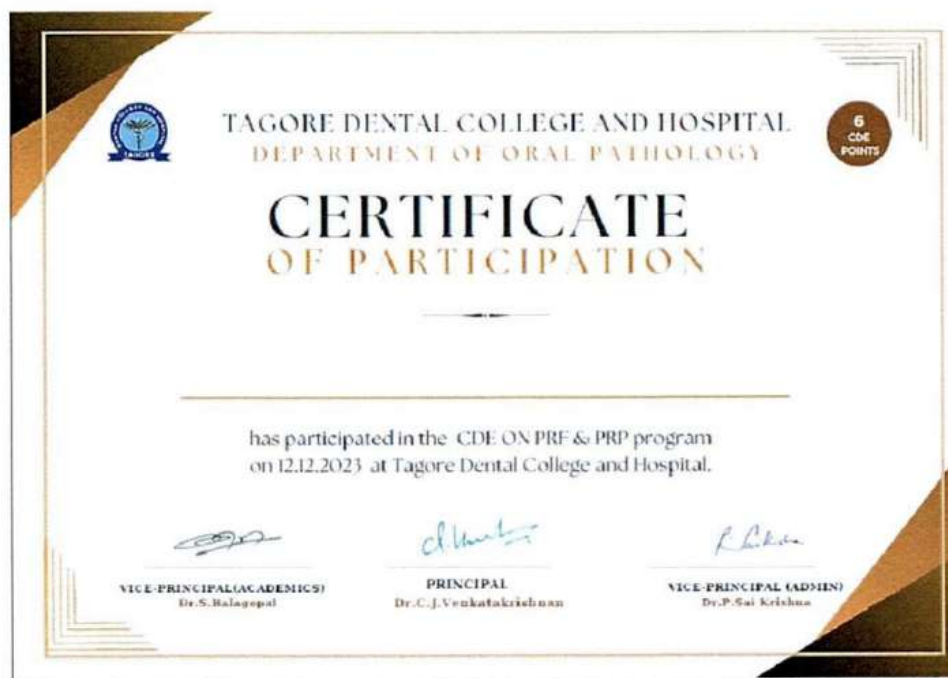 TAGORE DENTAL COLLEGE AND HOSPITAL
DEPARTMENT OF ORAL PATHOLOGY
6
CDE
POINTS
TAGORE
CERTIFICATE
OF PARTICIPATION
has participated in the CDE ON PRF & PRP program
on 12.12.2023 at Tagore Dental College and Hospital.
VICE-PRINCIPAL(ACADEMICS)
Dr.S.Balagopal
PRINCIPAL
Dr.C.J.Venkatakrishnan
VICE-PRINCIPAL (ADMIN)
Dr.P.Sai Krishna